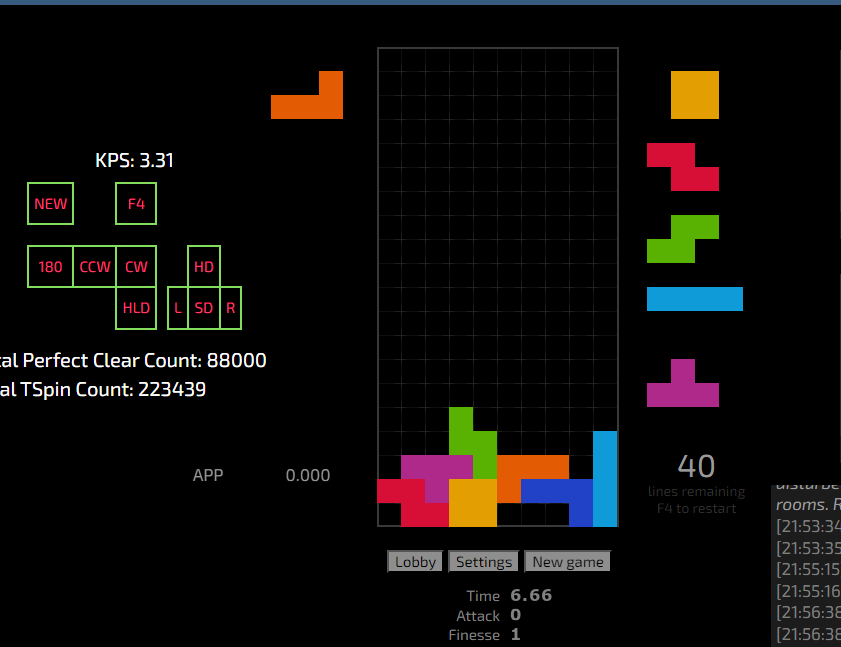 KPS: 3.31
NEW
F4
180 CCW CW HD
HLD L SD R
tal Perfect Clear Count: 88000
al TSpin Count: 223439
APP 0.000
40
lines remaining
F4 to restart
rooms. R
[21:53:34
[21:53:35
[21:55:15
[21:55:16
[21:56:38
[21:56:38
Lobby Settings New game
Time 6.66
Attack 0
Finesse 1